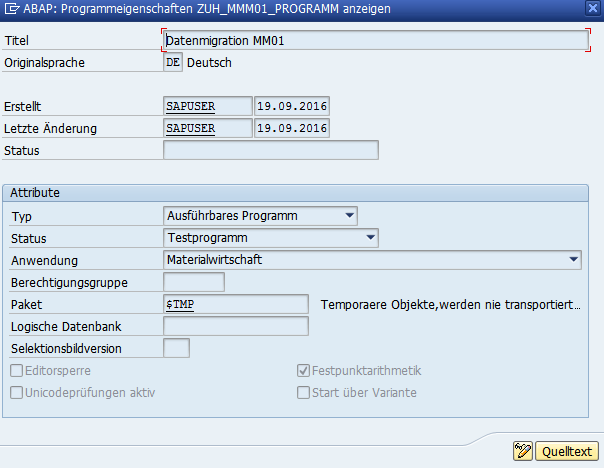 ABAP: Programmeigenschaften ZUH_MMM01_PROGRAMM anzeigen
Titel Datenmigration MM01
Originalsprache DE Deutsch
Erstellt SAPUSER 19.09.2016
Letzte Änderung SAPUSER 19.09.2016
Status
Attribute
Typ Ausführbares Programm
Status Testprogramm
Anwendung Materialwirtschaft
Berechtigungsgruppe
Paket $TMP Temporaere Objekte,werden nie transportiert...
Logische Datenbank
Selektionsbildversion
Editorsperre Festpunktarithmetik
Unicodeprüfungen aktiv Start über Variante
Quelltext